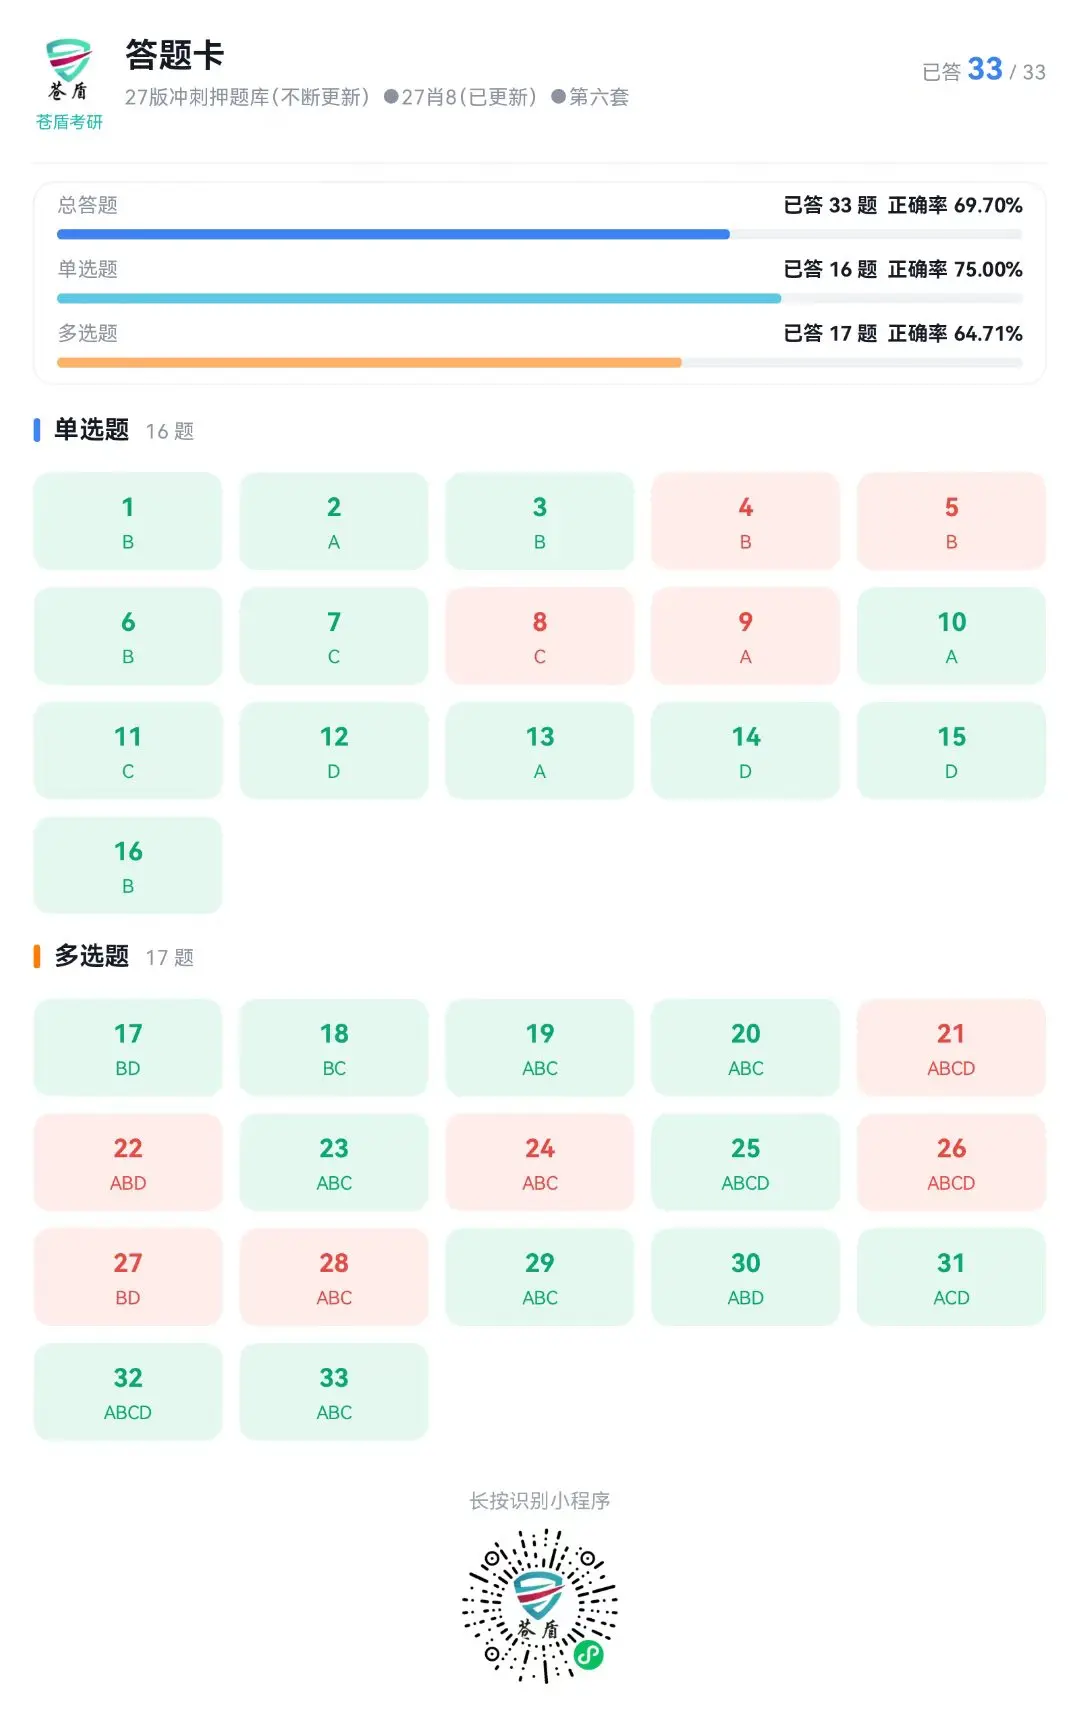 苍盾
苍盾考研
答题卡
27版冲刺押题库(不断更新) ●27肖8(已更新) ●第六套
已答 33 / 33
总答题
已答 33 题 正确率 69.70%
单选题
已答 16 题 正确率 75.00%
多选题
已答 17 题 正确率 64.71%
单选题 16 题
1 2 3 4 5
B A B B B
6 7 8 9 10
B C C A A
11 12 13 14 15
C D A D D
16
B
多选题 17 题
17 18 19 20 21
BD BC ABC ABC ABCD
22 23 24 25 26
ABD ABC ABC ABCD ABCD
27 28 29 30 31
BD ABC ABC ABD ACD
32 33
ABCD ABC
长按识别小程序
苍盾